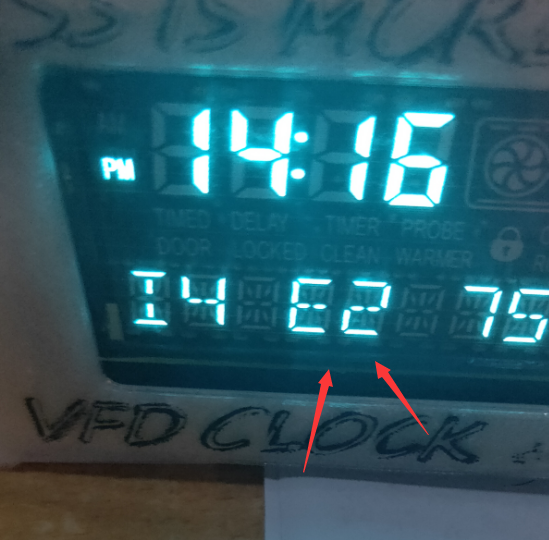 PM 14:16
TIMED DELAY TIMER PROBE
DOOR LOCKED CLEAN WARMER
I4 E2 75
VFD CLOCK